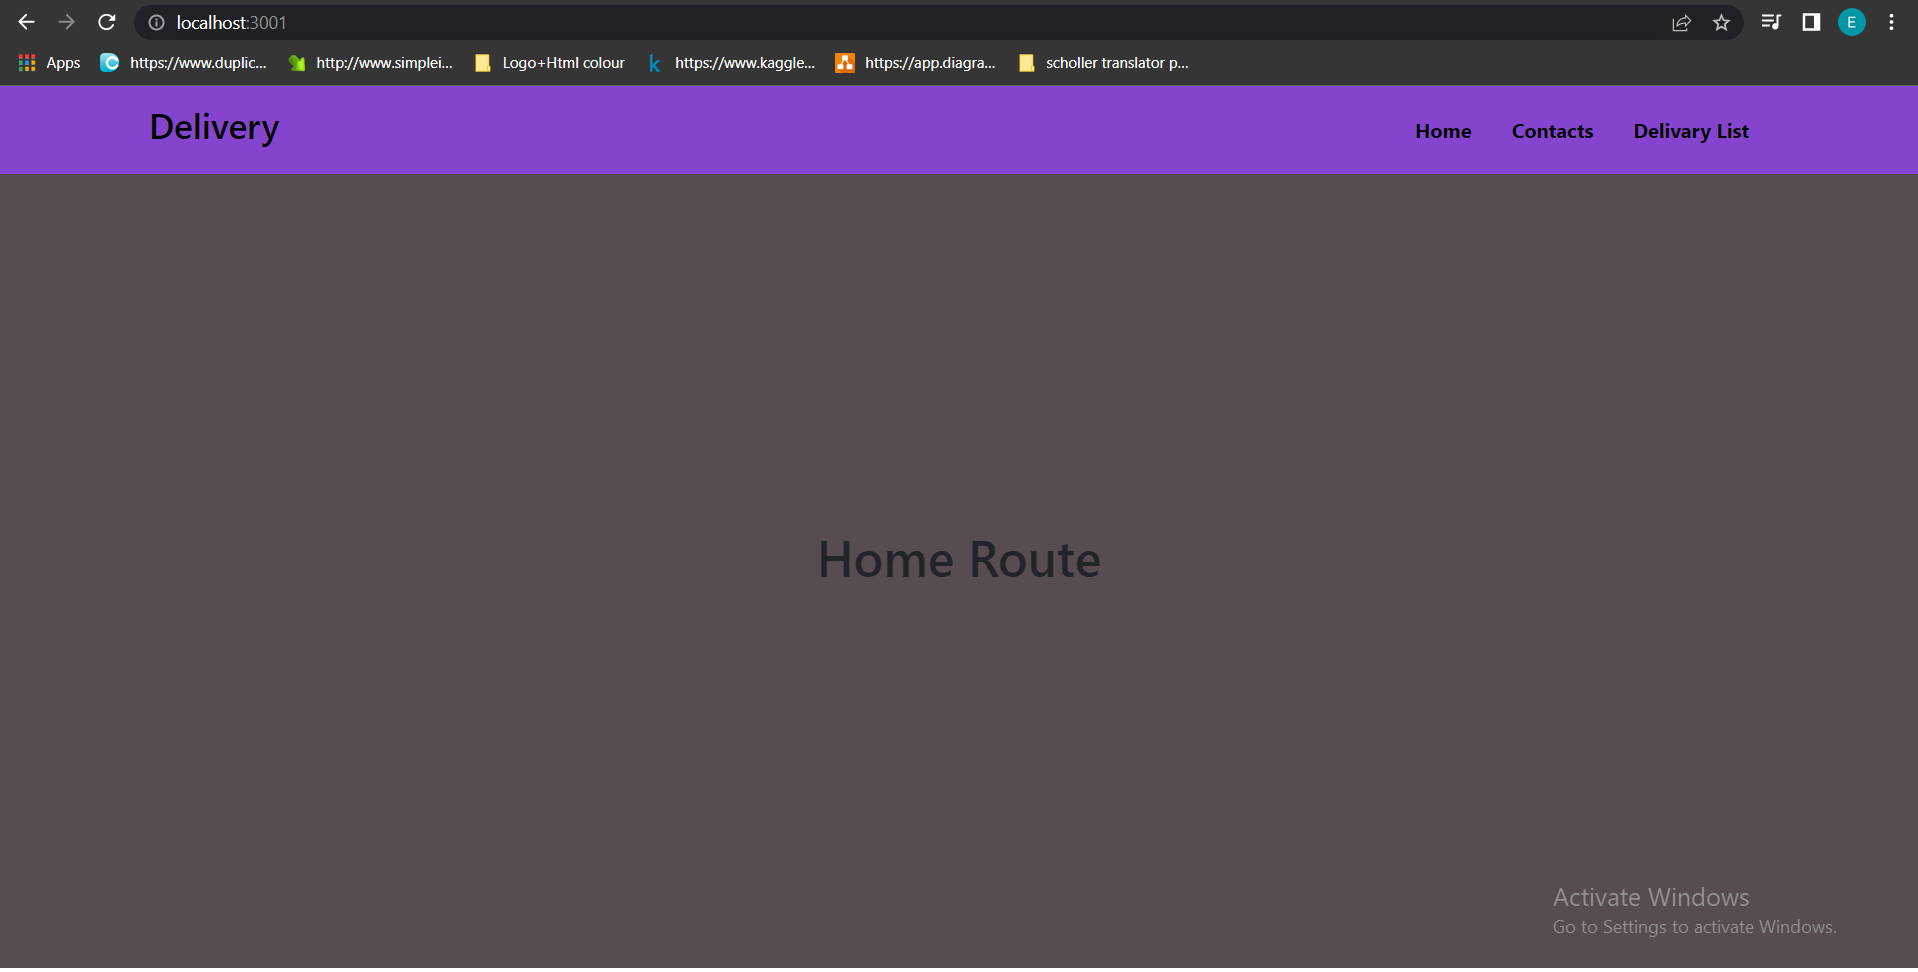 localhost:3001
E
Apps https://www.duplic... http://www.simplei... Logo+Html colour k https://www.kaggle... https://app.diagra... scholler translator p...
Delivery Home Contacts Delivary List
Home Route
Activate Windows
Go to Settings to activate Windows.